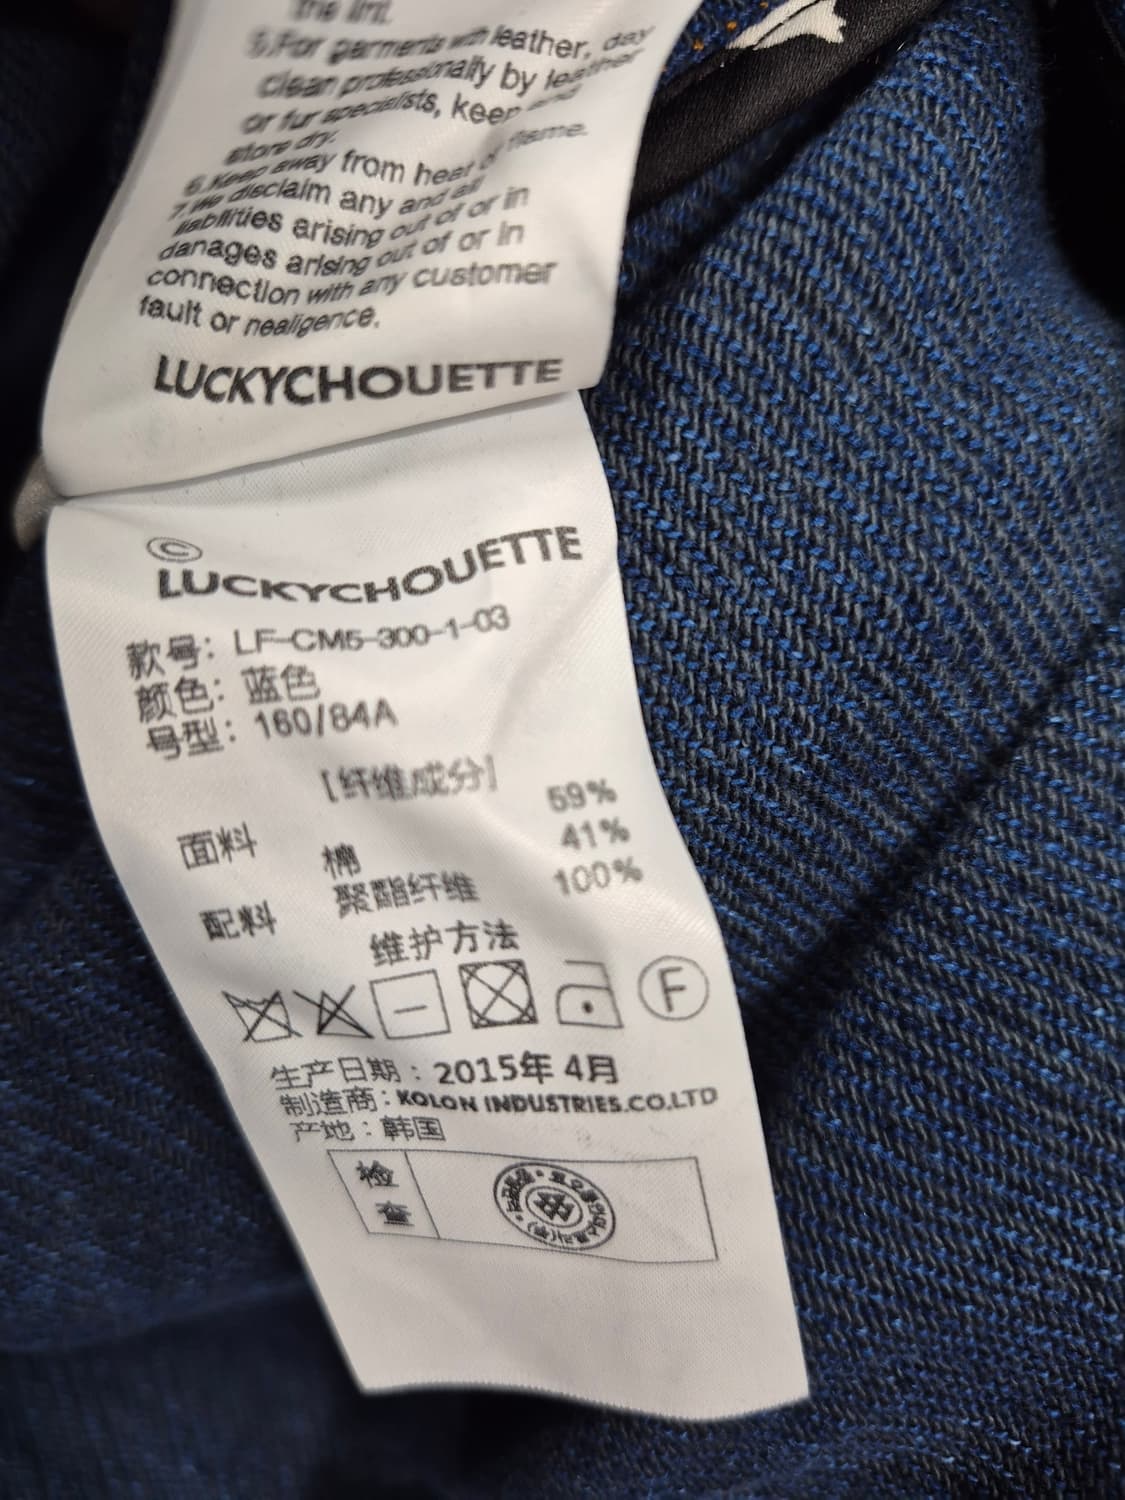 the lint.
5.For garments with leather, day
clean professionally by leather
or fur specialists, keep and
store dry.
6.Keep away from heat of flame.
7.We disclaim any and all
liabilities arising out of or in
danages arising out of or in
connection with any customer
fault or nealigence.
LUCKYCHOUETTE
©
LUCKYCHOUETTE
款号: LF-CM5-300-1-03
颜色: 蓝色
号型: 160/84A
[纤维成分]
面料 棉 59%
41%
配料 聚酯纤维 100%
维护方法
F
生产日期: 2015年 4月
制造商: KOLON INDUSTRIES.CO.LTD
产地: 韩国
检
查